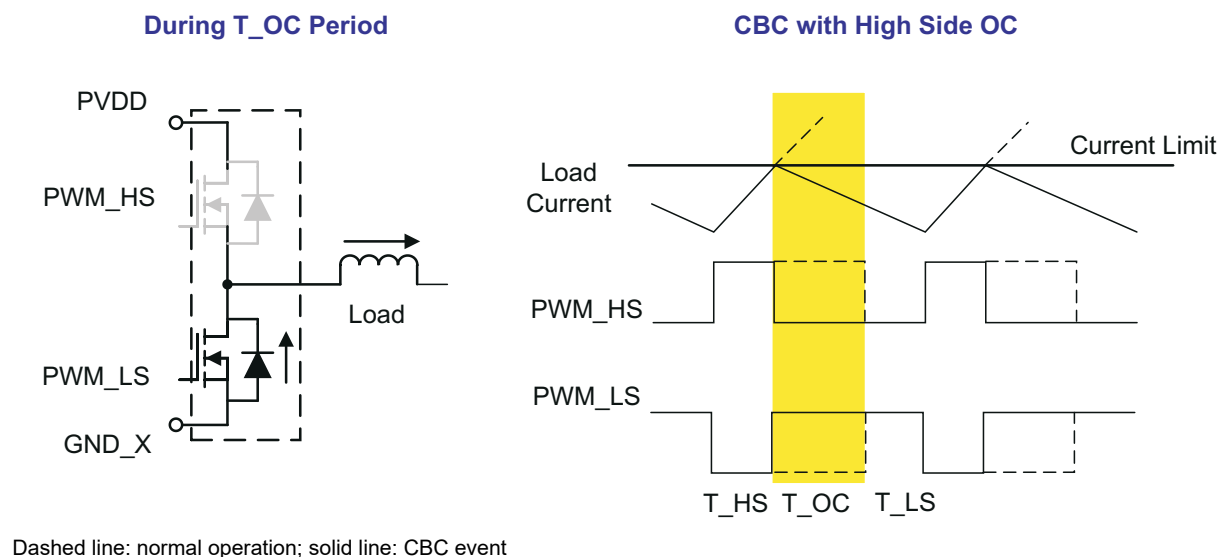 During T_OC Period
PVDD
PWM_HS
Load
PWM_LS
GND_X
CBC with High Side OC
Current Limit
Load
Current
PWM_HS
PWM_LS
T_HS T_OC T_LS
Dashed line: normal operation; solid line: CBC event